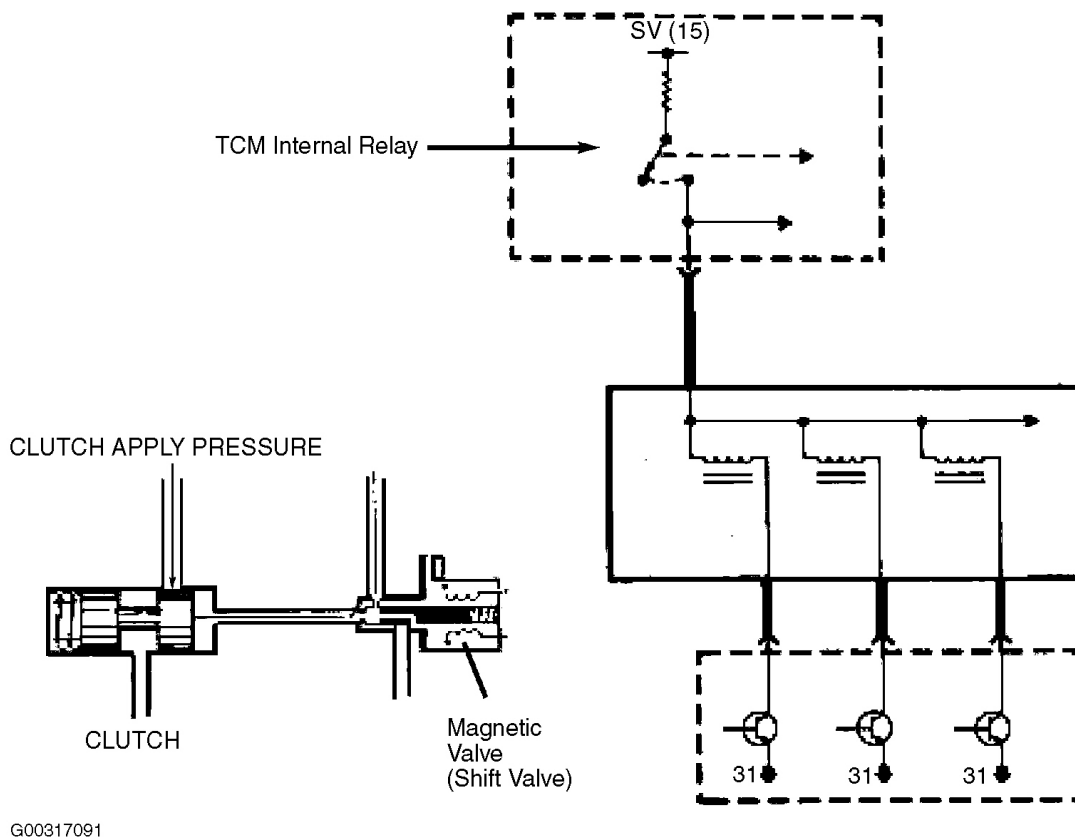 SV (15)
TCM Internal Relay
CLUTCH APPLY PRESSURE
CLUTCH
Magnetic
Valve
(Shift Valve)
31
31
31
G00317091